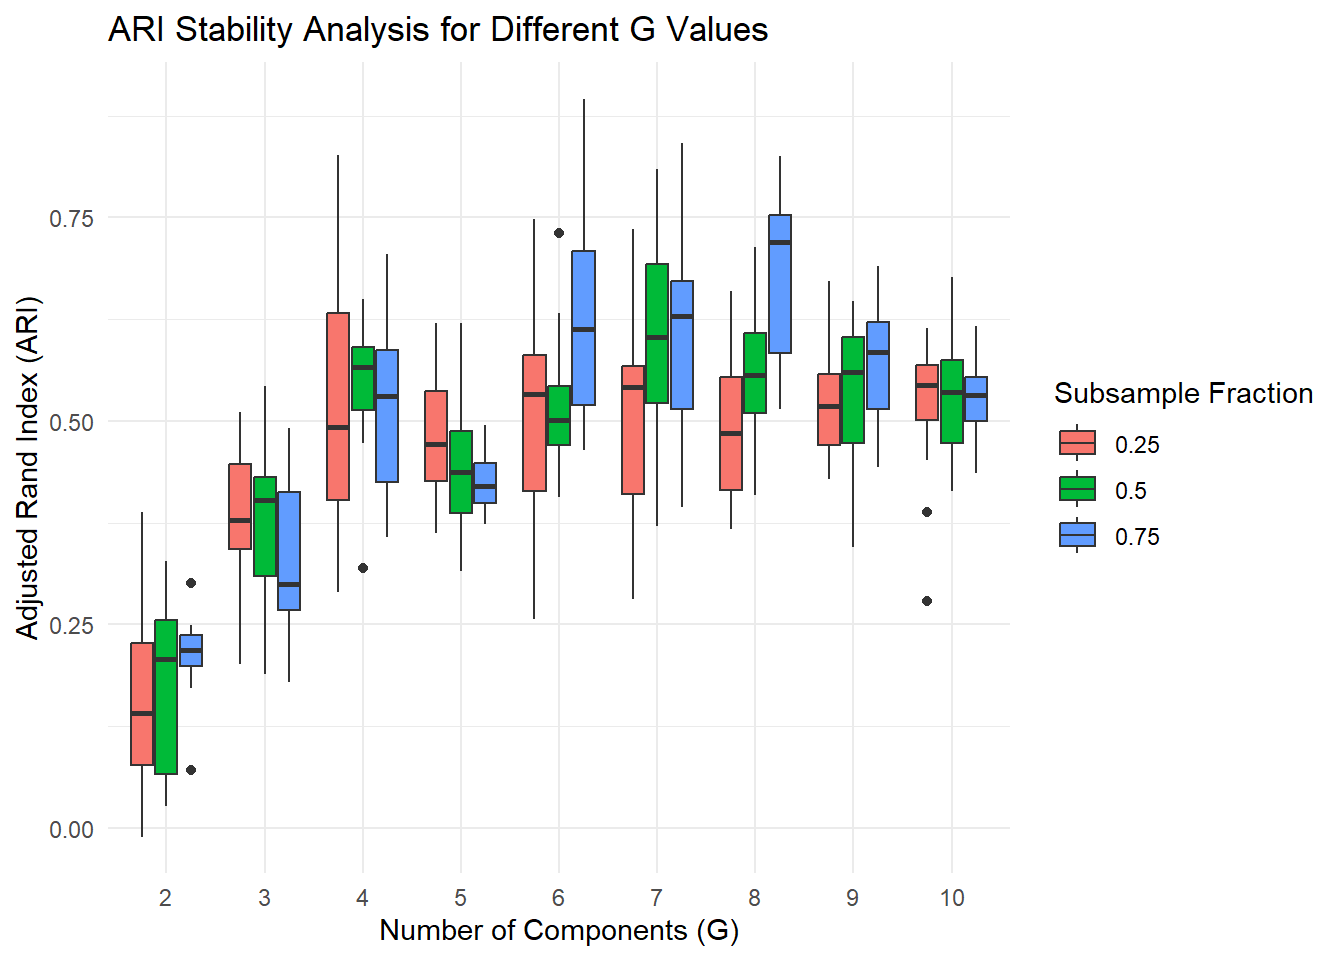 ARI Stability Analysis for Different G Values
Adjusted Rand Index (ARI)
0.75
0.50
0.25
0.00
2 3 4 5 6 7 8 9 10
Number of Components (G)
Subsample Fraction
0.25
0.5
0.75